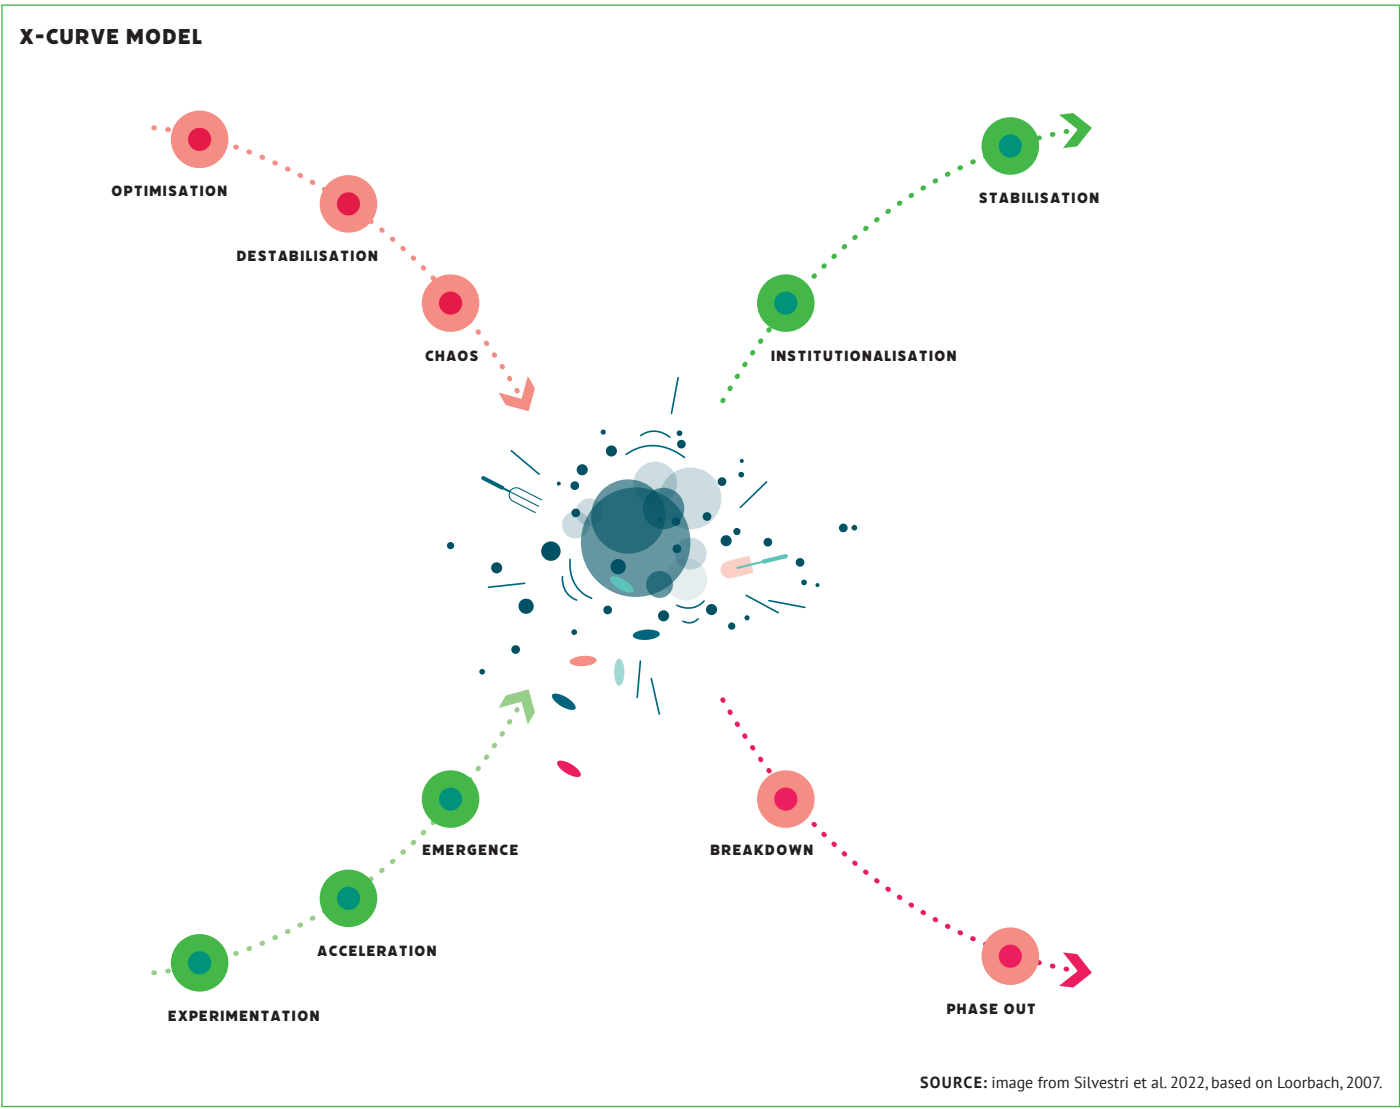 X-CURVE MODEL
OPTIMISATION
STABILISATION
DESTABILISATION
CHAOS
INSTITUTIONALISATION
EMERGENCE
BREAKDOWN
ACCELERATION
PHASE OUT
EXPERIMENTATION
SOURCE: image from Silvestri et al. 2022, based on Loorbach, 2007.